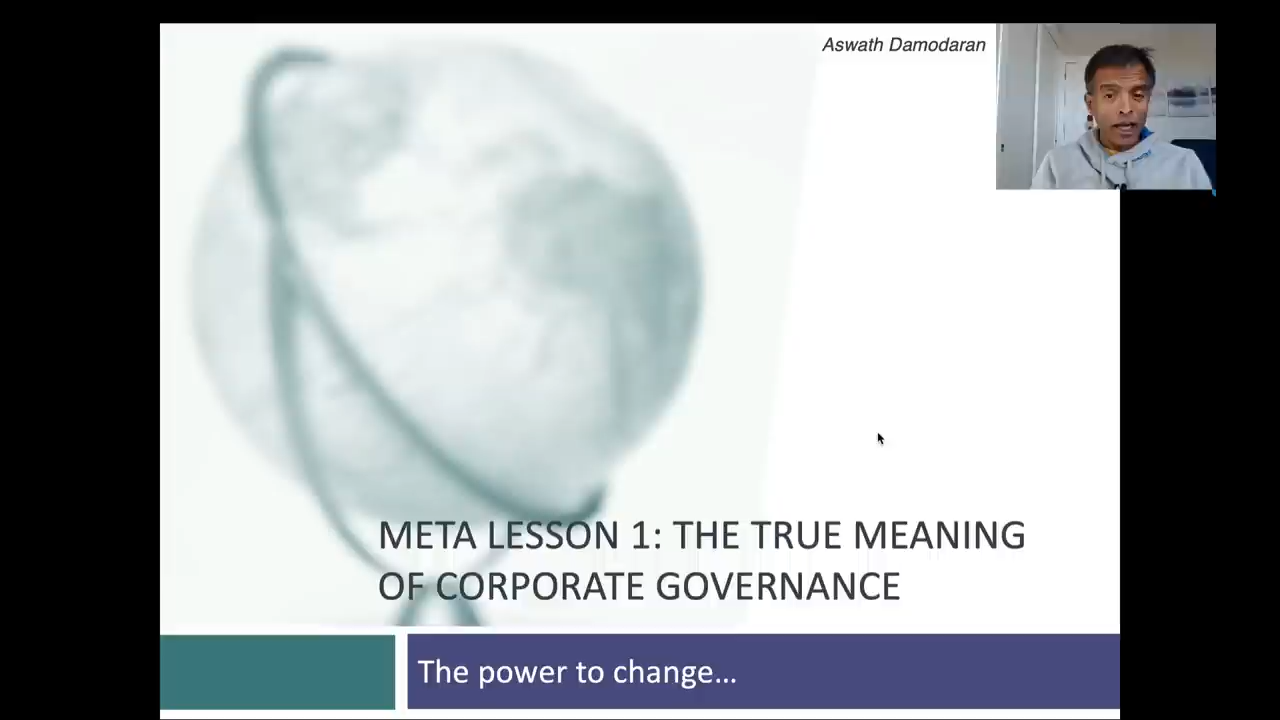 Aswath Damodaran
META LESSON 1: THE TRUE MEANING
OF CORPORATE GOVERNANCE
The power to change…